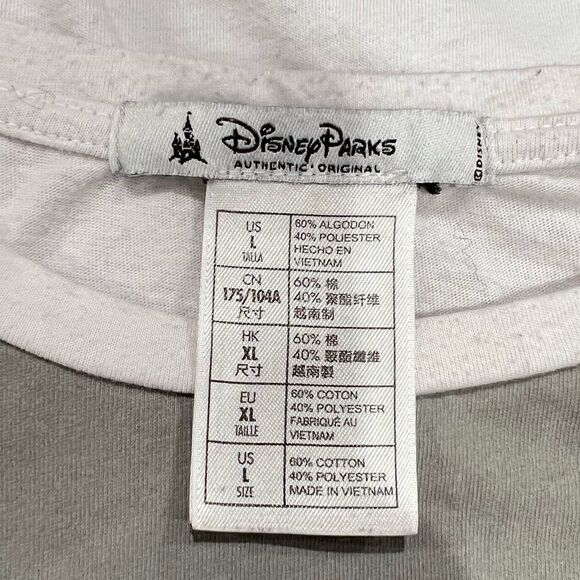 Disney Parks
AUTHENTIC • ORIGINAL
©DISNEY
US
L
TALLA
60% ALGODON
40% POLIESTER
HECHO EN
VIETNAM
CN
175/104A
尺寸
60% 棉
40% 聚酯纤维
越南制
HK
XL
尺寸
60% 棉
40% 聚酯纖維
越南製
EU
XL
TAILLE
60% COTON
40% POLYESTER
FABRIQUÉ AU
VIETNAM
US
L
SIZE
60% COTTON
40% POLYESTER
MADE IN VIETNAM